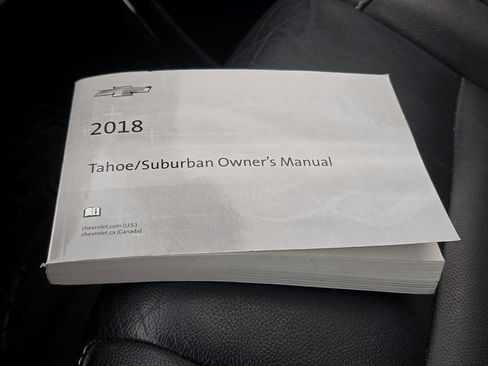 2018
Tahoe/Suburban Owner's Manual
chevrolet.com (U.S.)
chevrolet.ca (Canada)